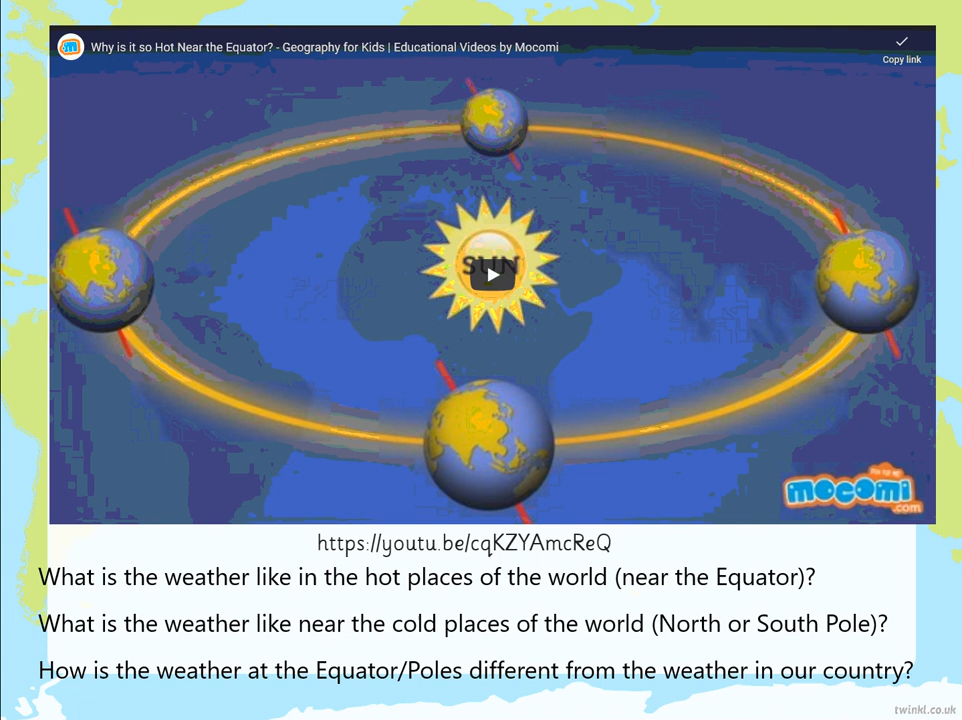 Why is it so Hot Near the Equator? - Geography for Kids | Educational Videos by Mocomi
Copy link
SUN
mocomi
.com
https://youtu.be/cqKZYAmcReQ
What is the weather like in the hot places of the world (near the Equator)?
What is the weather like near the cold places of the world (North or South Pole)?
How is the weather at the Equator/Poles different from the weather in our country?
twinkl.co.uk